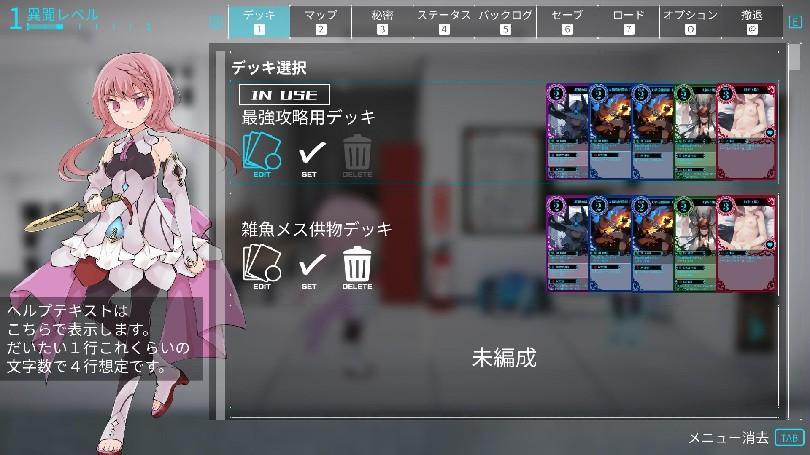 1 異聞レベル
デッキ マップ 秘密 ステータス バックログ セーブ ロード オプション 撤退
1 2 3 4 5 6 7 0 @
E
デッキ選択
IN USE
最強攻略用デッキ
EDIT SET DELETE
雑魚メス供物デッキ
EDIT SET DELETE
未編成
ヘルプテキストは
こちらで表示します。
だいたい１行これくらいの
文字数で４行想定です。
メニュー消去 TAB